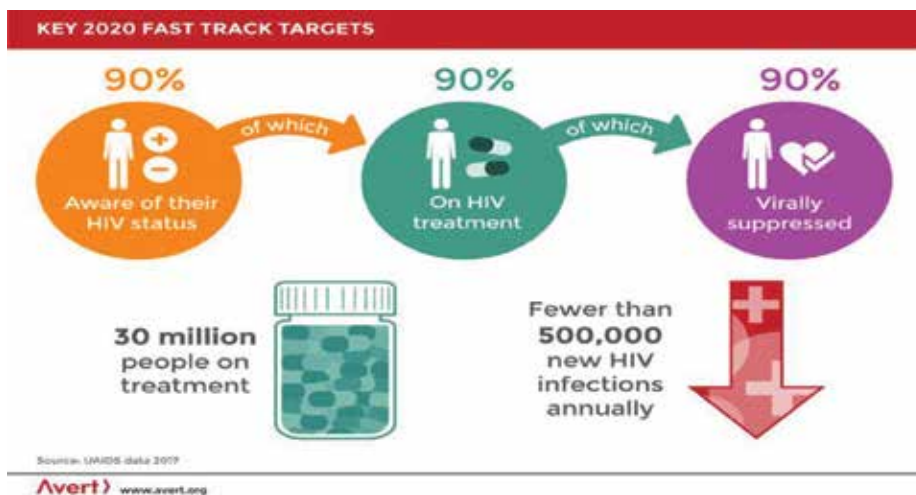 KEY 2020 FAST TRACK TARGETS
90%
90%
90%
of which
of which
Aware of their
HIV status
On HIV
treatment
Virally
suppressed
30 million
people on
treatment
Fewer than
500,000
new HIV
infections
annually
Source: UAIDS data 2017
Avert www.avert.org